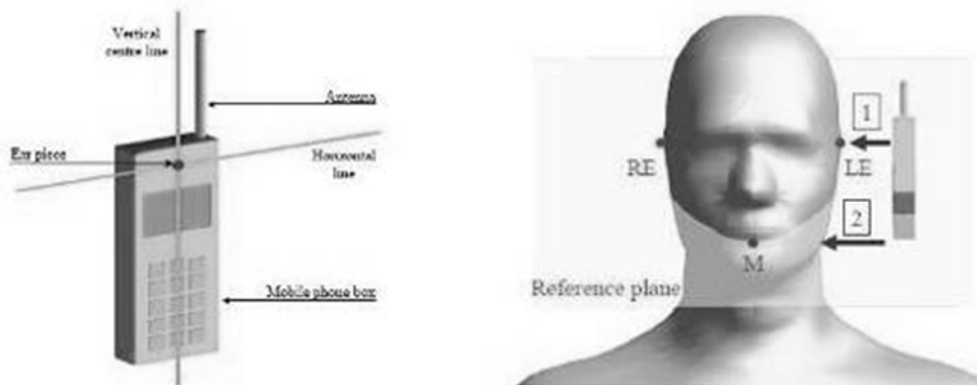 Vertical
centre line
Antenna
Ear piece
Horizontal
line
Mobile phone box
1
RE
LE
2
M
Reference plane